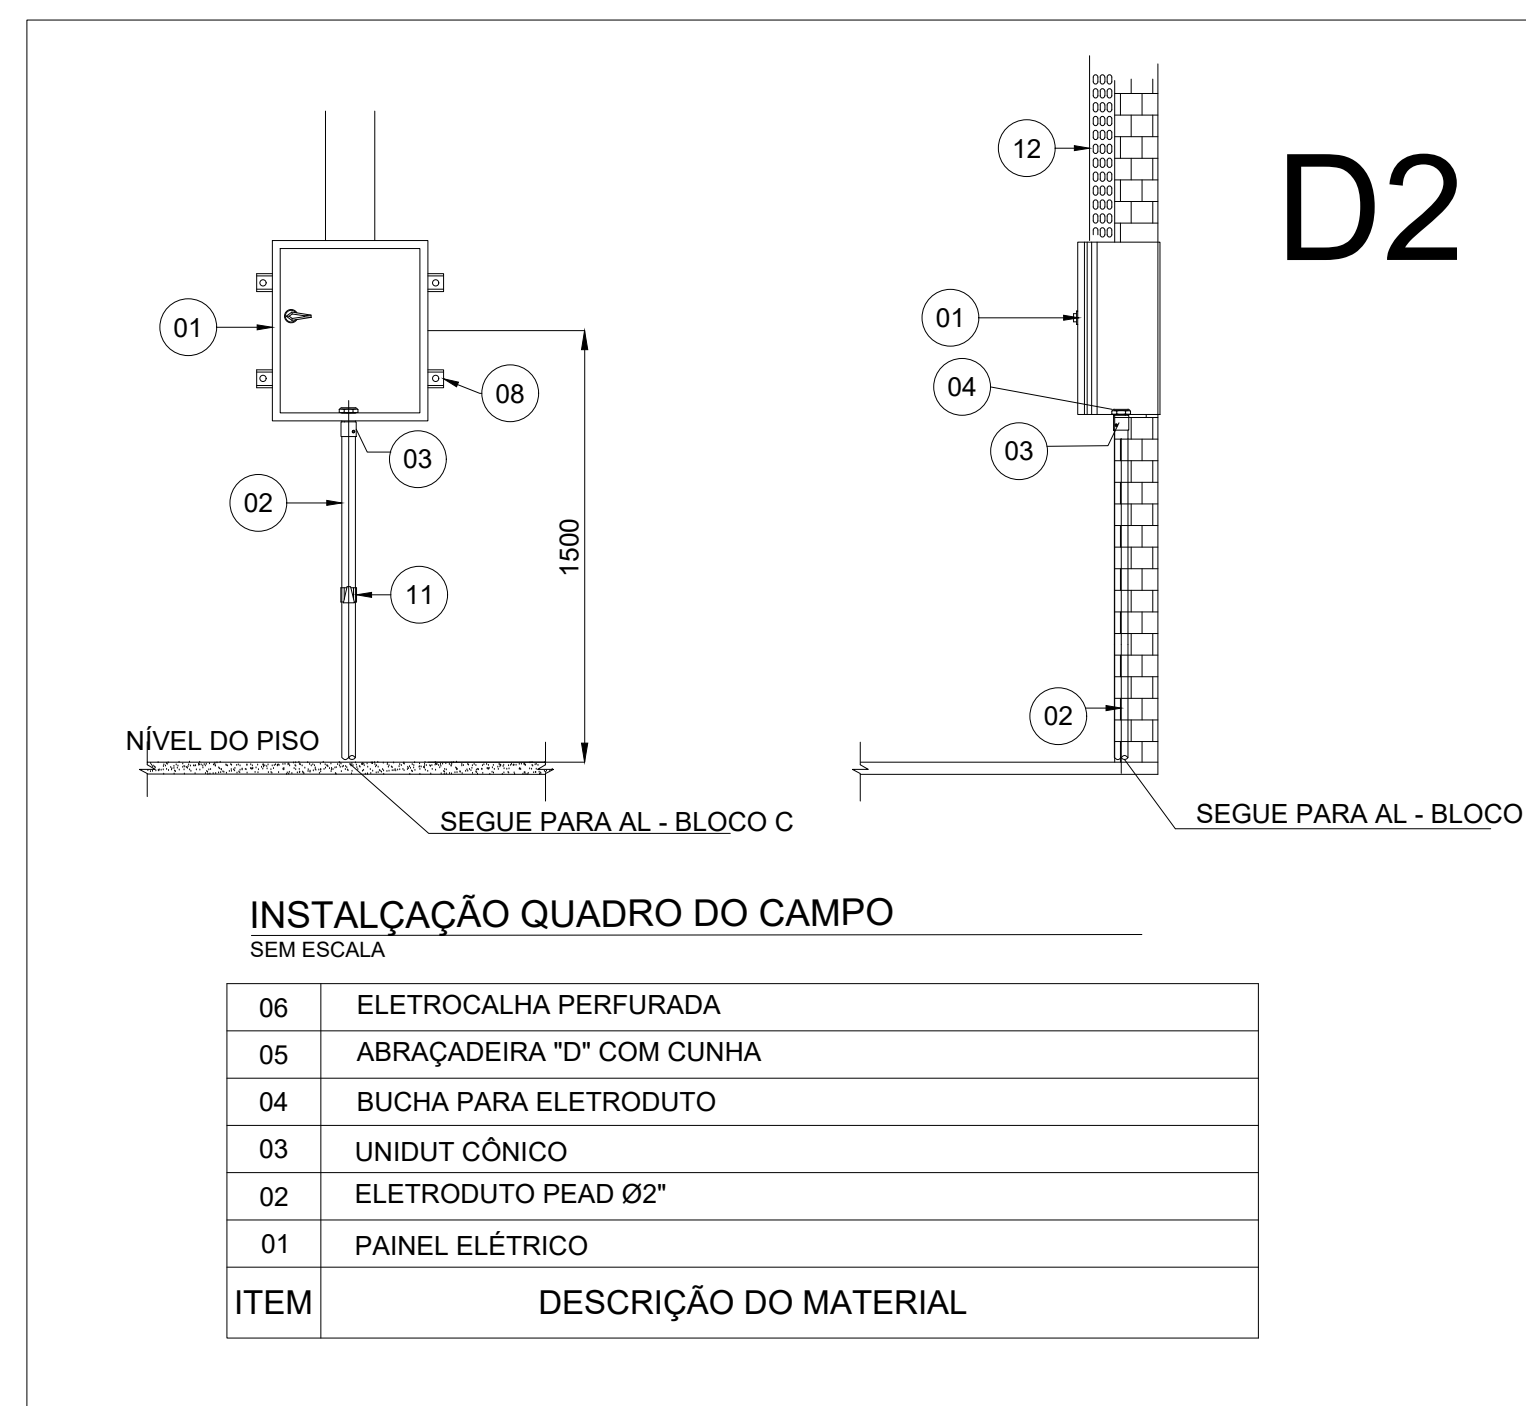 D2
12
01
01
04
08
03
03
02
1500
11
02
NÍVEL DO PISO
SEGUE PARA AL - BLOCO C
SEGUE PARA AL - BLOCO
INSTALÇAÇÃO QUADRO DO CAMPO
SEM ESCALA
06 ELETROCALHA PERFURADA
05 ABRAÇADEIRA "D" COM CUNHA
04 BUCHA PARA ELETRODUTO
03 UNIDUT CÔNICO
02 ELETRODUTO PEAD Ø2"
01 PAINEL ELÉTRICO
ITEM DESCRIÇÃO DO MATERIAL